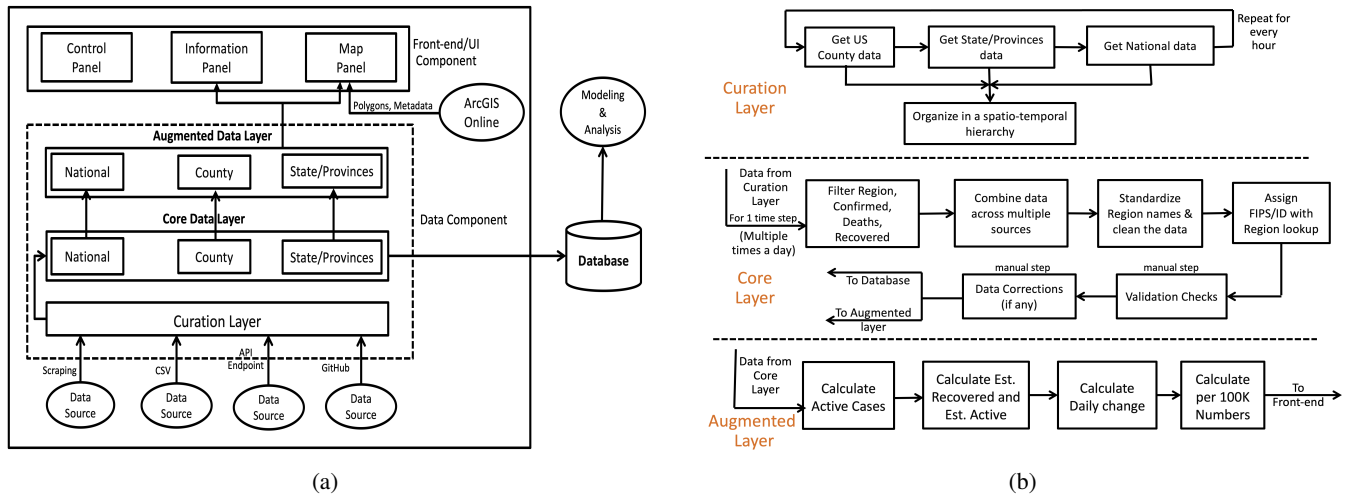 Control
Panel
Information
Panel
Map
Panel
Front-end/UI
Component
Polygons, Metadata
ArcGIS
Online
Augmented Data Layer
National
County
State/Provinces
Core Data Layer
National
County
State/Provinces
Data Component
Curation Layer
Scraping
CSV
API
Endpoint
GitHub
Data
Source
Data
Source
Data
Source
Data
Source
Modeling
&
Analysis
Database
(a)
Repeat for
every
hour
Get US
County data
Get State/Provinces
data
Get National data
Curation
Layer
Organize in a spatio-temporal
hierarchy
Data from
Curation
Layer
For 1 time step
(Multiple
times a day)
Filter Region,
Confirmed,
Deaths,
Recovered
Combine data
across multiple
sources
Standardize
Region names &
clean the data
Assign
FIPS/ID with
Region lookup
Core
Layer
To Database
To Augmented
layer
manual step
Data Corrections
(if any)
manual step
Validation Checks
Data from
Core
Layer
Augmented
Layer
Calculate
Active Cases
Calculate Est.
Recovered and
Est. Active
Calculate
Daily change
Calculate
per 100K
Numbers
To
Front-end
(b)